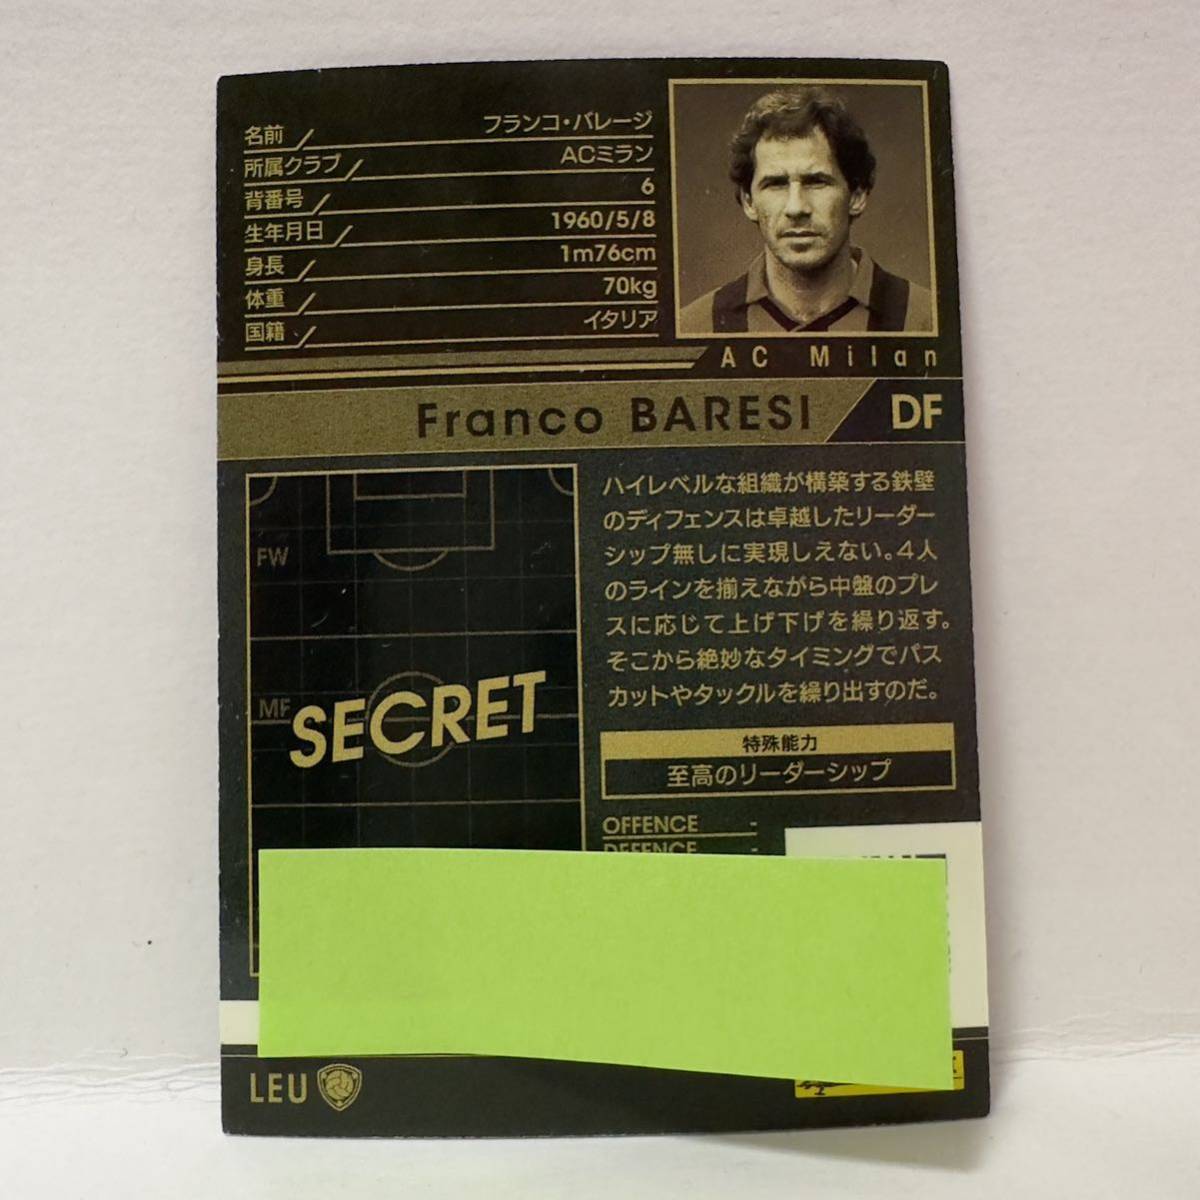 名前 フランコ・バレージ
所属クラブ ACミラン
背番号 6
生年月日 1960/5/8
身長 1m76cm
体重 70kg
国籍 イタリア
AC Milan
Franco BARESI DF
FW
MF
SECRET
ハイレベルな組織が構築する鉄壁
のディフェンスは卓越したリーダー
シップ無しに実現しえない。4人
のラインを揃えながら中盤のプレ
スに応じて上げ下げを繰り返す。
そこから絶妙なタイミングでパス
カットやタックルを繰り出すのだ。
特殊能力
至高のリーダーシップ
OFFENCE -
DEFENCE -
LEU